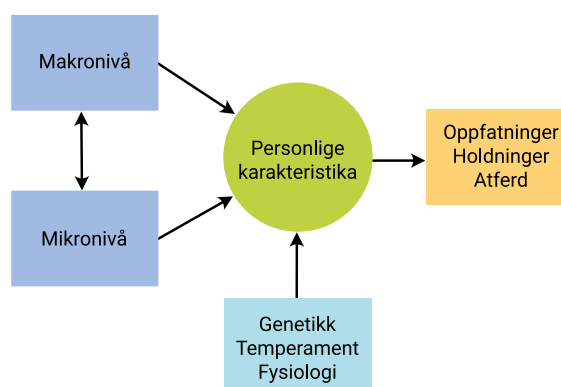 Makronivå
Mikronivå
Personlige
karakteristika
Oppfatninger
Holdninger
Atferd
Genetikk
Temperament
Fysiologi